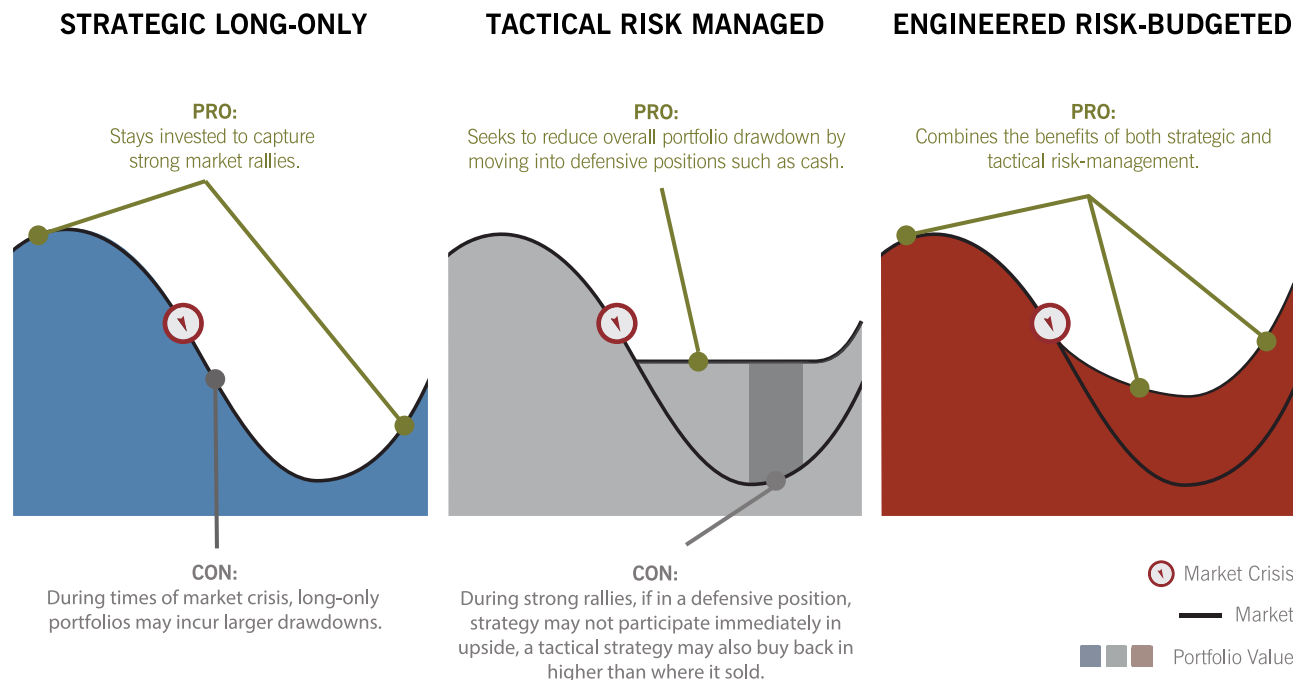 STRATEGIC LONG-ONLY
PRO:
Stays invested to capture
strong market rallies.
CON:
During times of market crisis, long-only
portfolios may incur larger drawdowns.
TACTICAL RISK MANAGED
PRO:
Seeks to reduce overall portfolio drawdown by
moving into defensive positions such as cash.
CON:
During strong rallies, if in a defensive position,
strategy may not participate immediately in
upside, a tactical strategy may also buy back in
higher than where it sold.
ENGINEERED RISK-BUDGETED
PRO:
Combines the benefits of both strategic and
tactical risk-management.
Market Crisis
Market
Portfolio Value